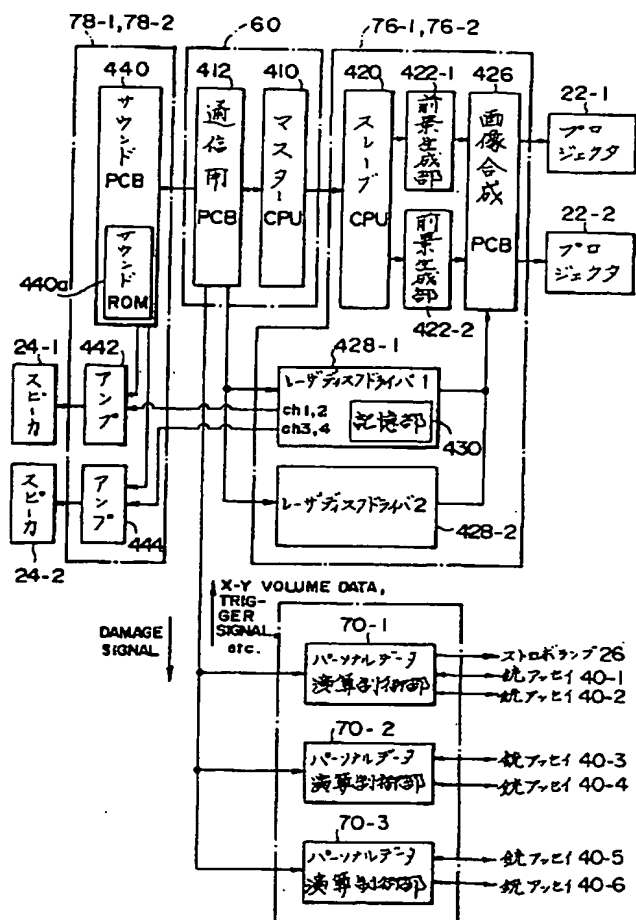 78-1,78-2
60
76-1,76-2
440
412
410
420
422-1
426
22-1
サウンド
PCB
サウンド
ROM
440a
通信用
PCB
マスター
CPU
スレーブ
CPU
前景生成部
前景生成部
422-2
画像合成
PCB
プロ
ジェクタ
22-2
プロ
ジェクタ
24-1
442
428-1
スピーカ
アンプ
レーザディスクドライバ 1
ch1,2
ch3,4
記憶部
430
スピーカ
アンプ
444
レーザディスクドライバ 2
428-2
24-2
DAMAGE
SIGNAL
X-Y VOLUME DATA,
TRIG-
GER
SIGNAL
etc.
70-1
パーソナルデータ
演算制御部
ストロボランプ 26
銃アッセイ 40-1
銃アッセイ 40-2
70-2
パーソナルデータ
演算制御部
銃アッセイ 40-3
銃アッセイ 40-4
70-3
パーソナルデータ
演算制御部
銃アッセイ 40-5
銃アッセイ 40-6